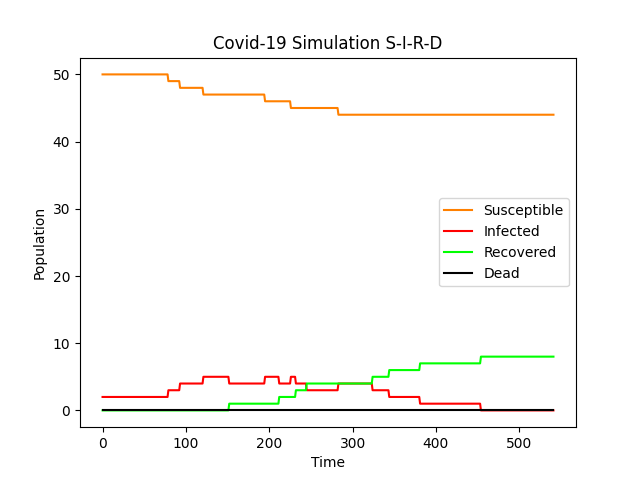 Covid-19 Simulation S-I-R-D
50
40
30
20
10
0
Population
Susceptible
Infected
Recovered
Dead
0 100 200 300 400 500
Time